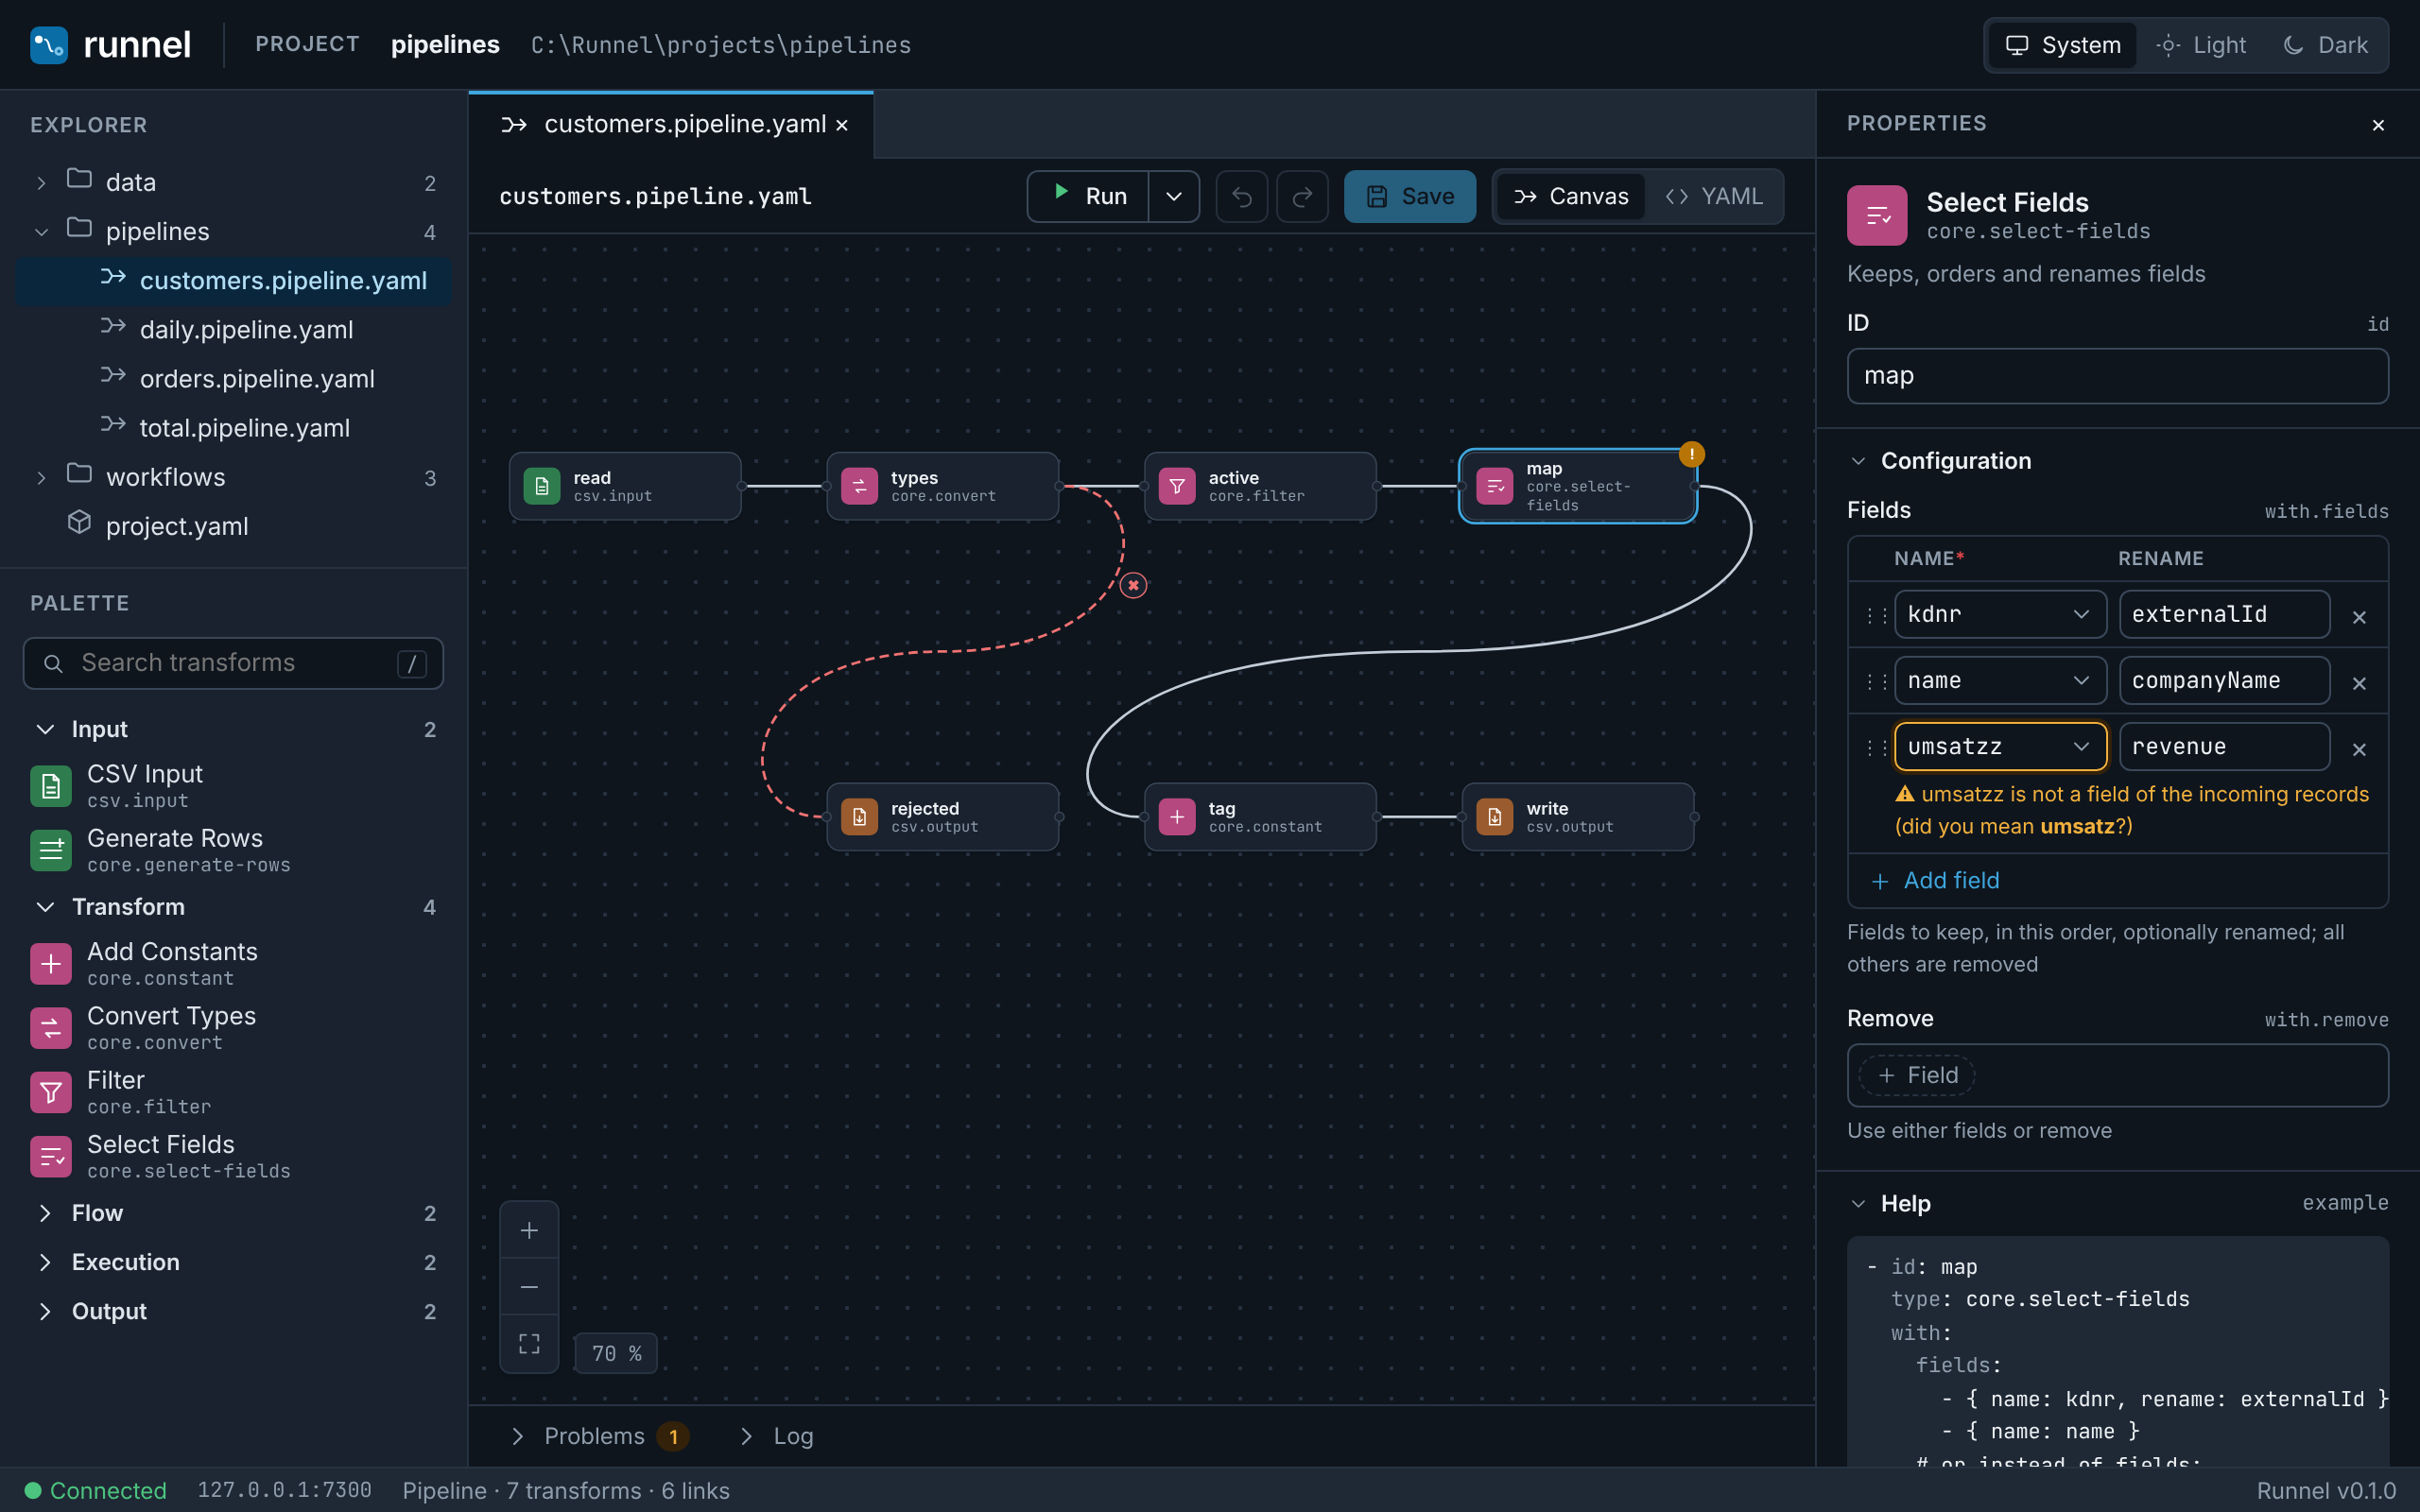 runnel
PROJECT pipelines C:\Runnel\projects\pipelines
System Light Dark
EXPLORER
data 2
pipelines 4
customers.pipeline.yaml
daily.pipeline.yaml
orders.pipeline.yaml
total.pipeline.yaml
workflows 3
project.yaml
PALETTE
Search transforms /
Input 2
CSV Input
csv.input
Generate Rows
core.generate-rows
Transform 4
Add Constants
core.constant
Convert Types
core.convert
Filter
core.filter
Select Fields
core.select-fields
Flow 2
Execution 2
Output 2
customers.pipeline.yaml ×
customers.pipeline.yaml
Run Save Canvas YAML
read
csv.input
types
core.convert
active
core.filter
map
core.select-
fields
!
rejected
csv.output
tag
core.constant
write
csv.output
70 %
Problems 1 Log
PROPERTIES ×
Select Fields
core.select-fields
Keeps, orders and renames fields
ID id
map
Configuration
Fields with.fields
NAME* RENAME
kdnr externalId
name companyName
umsatzz revenue
umsatzz is not a field of the incoming records
(did you mean umsatz?)
+ Add field
Fields to keep, in this order, optionally renamed; all
others are removed
Remove with.remove
+ Field
Use either fields or remove
Help example
- id: map
type: core.select-fields
with:
fields:
- { name: kdnr, rename: externalId }
- { name: name }
# or instead of fields:
Connected 127.0.0.1:7300 Pipeline · 7 transforms · 6 links
Runnel v0.1.0